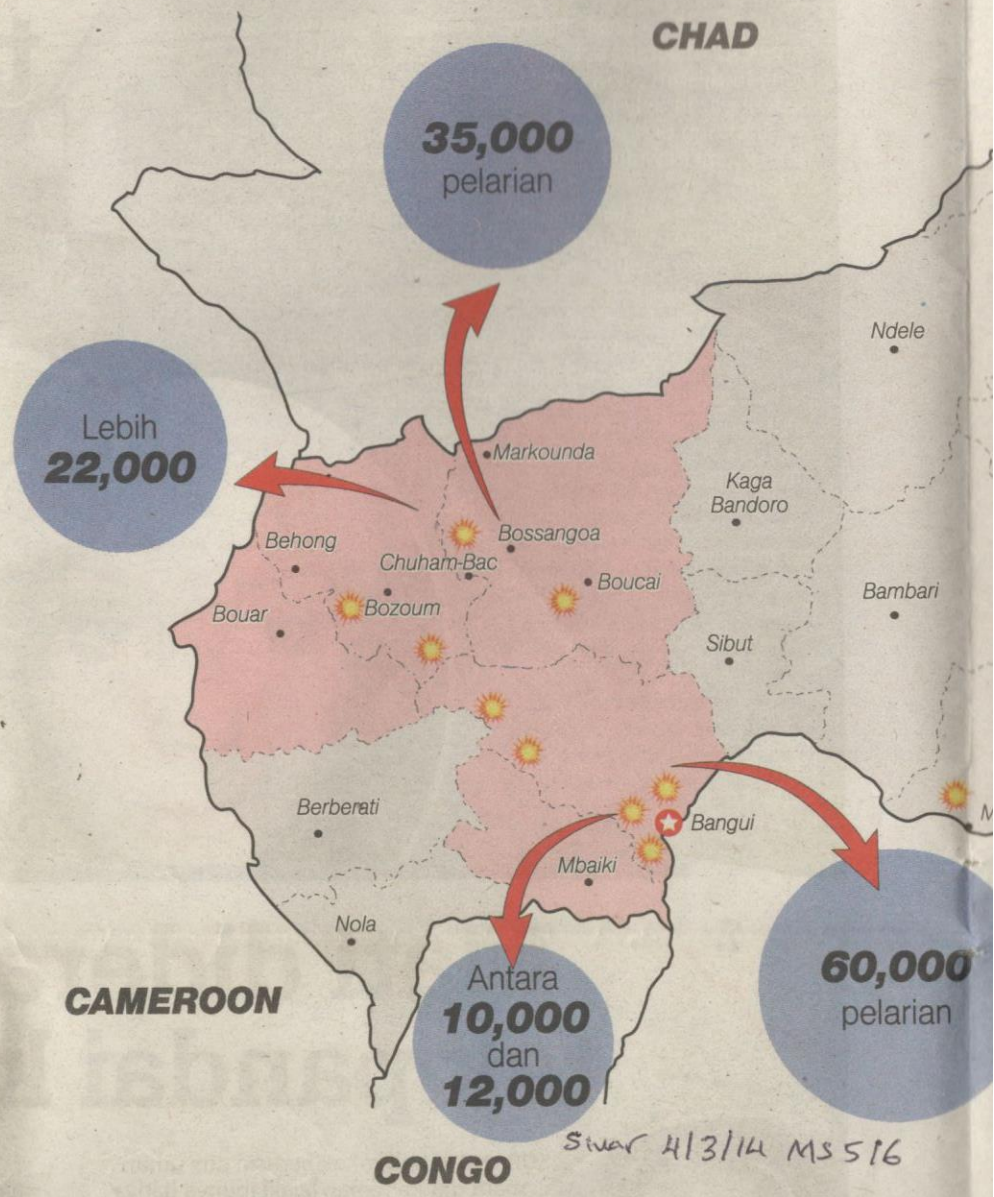 CHAD
35,000
pelarian
Ndele
Lebih
22,000
Markounda
Kaga
Bandoro
Behong
Bossangoa
Chuham-Bac
Boucai
Bozoum
Bambari
Bouar
Sibut
Berberati
Bangui
M
Mbaiki
Nola
Antara
10,000
dan
12,000
60,000
pelarian
CAMEROON
CONGO
Sinar 4/3/14 MS 5/6